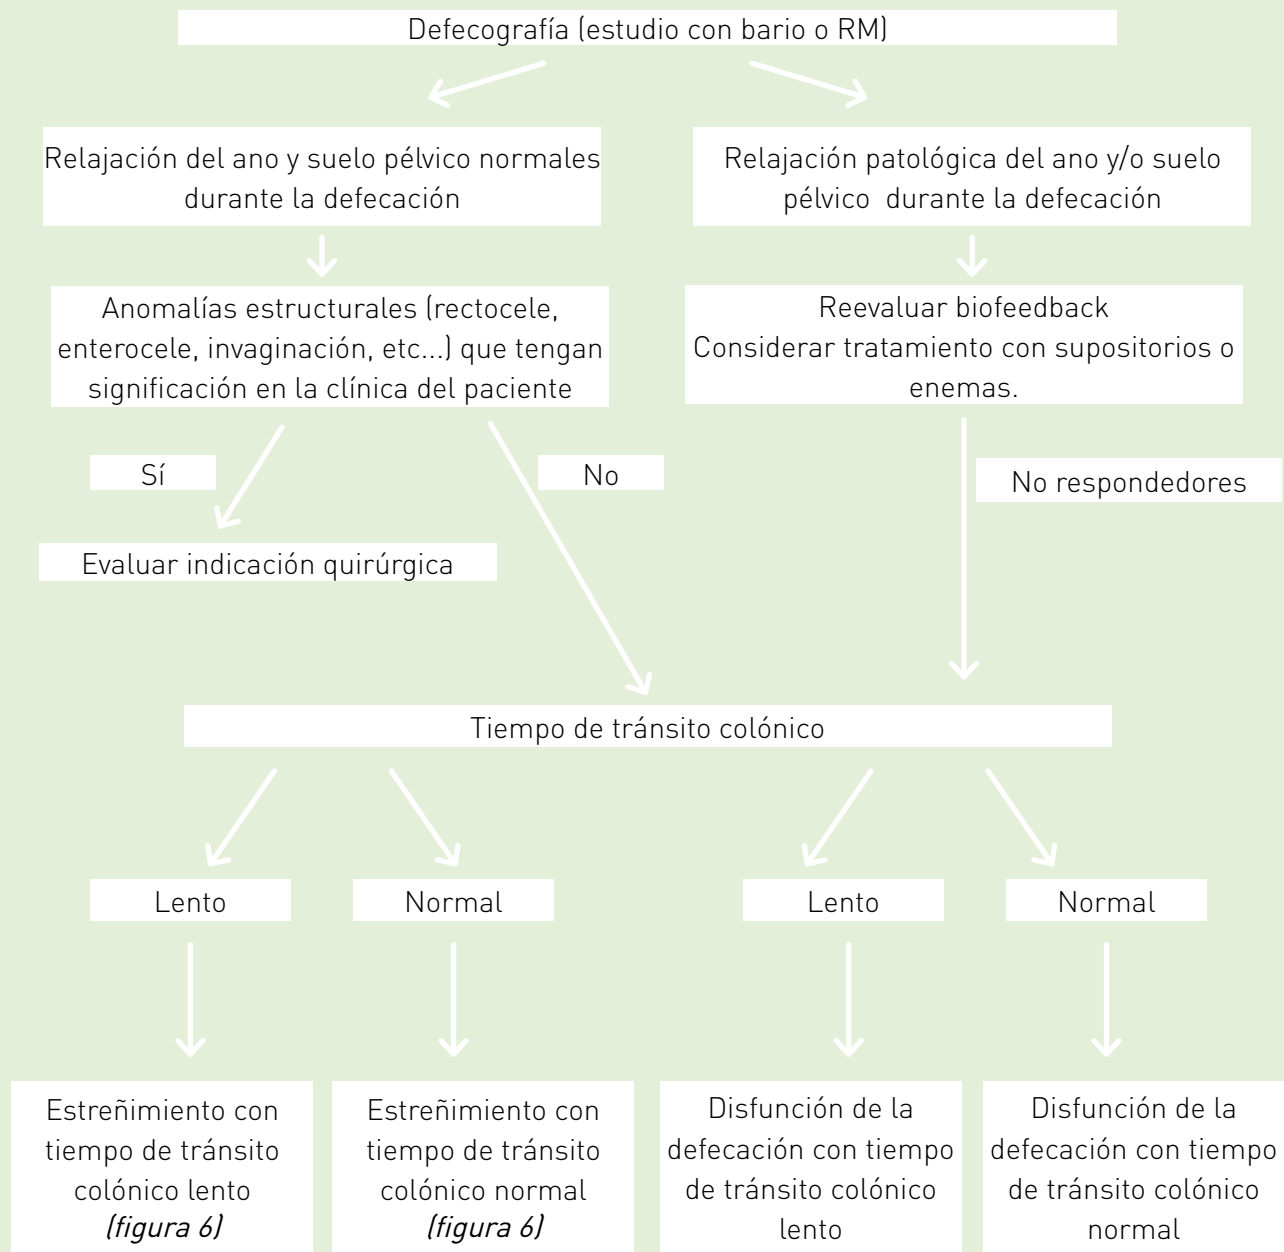 Defecografía (estudio con bario o RM)
Relajación del ano y suelo pélvico normales
durante la defecación
Relajación patológica del ano y/o suelo
pélvico durante la defecación
Anomalías estructurales (rectocele,
enterocele, invaginación, etc...) que tengan
significación en la clínica del paciente
Reevaluar biofeedback
Considerar tratamiento con supositorios o
enemas.
Sí
No
No respondedores
Evaluar indicación quirúrgica
Tiempo de tránsito colónico
Lento
Normal
Lento
Normal
Estreñimiento con
tiempo de tránsito
colónico lento
(figura 6)
Estreñimiento con
tiempo de tránsito
colónico normal
(figura 6)
Disfunción de la
defecación con tiempo
de tránsito colónico
lento
Disfunción de la
defecación con tiempo
de tránsito colónico
normal